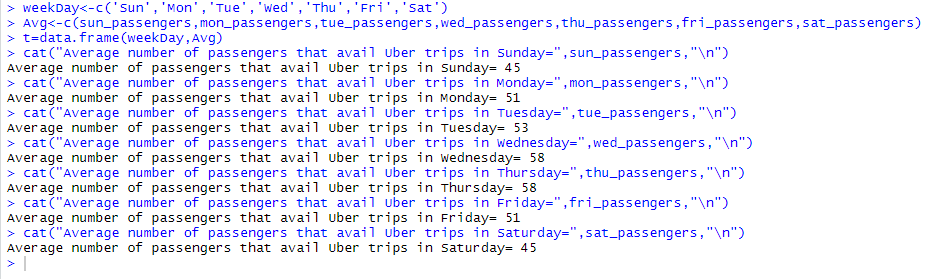 > weekDay<-c('Sun','Mon','Tue','Wed','Thu','Fri','Sat')
> Avg<-c(sun_passengers,mon_passengers,tue_passengers,wed_passengers,thu_passengers,fri_passengers,sat_passengers)
> t=data.frame(weekDay,Avg)
> cat("Average number of passengers that avail Uber trips in Sunday=",sun_passengers,"\n")
Average number of passengers that avail Uber trips in Sunday= 45
> cat("Average number of passengers that avail Uber trips in Monday=",mon_passengers,"\n")
Average number of passengers that avail Uber trips in Monday= 51
> cat("Average number of passengers that avail Uber trips in Tuesday=",tue_passengers,"\n")
Average number of passengers that avail Uber trips in Tuesday= 53
> cat("Average number of passengers that avail Uber trips in Wednesday=",wed_passengers,"\n")
Average number of passengers that avail Uber trips in Wednesday= 58
> cat("Average number of passengers that avail Uber trips in Thursday=",thu_passengers,"\n")
Average number of passengers that avail Uber trips in Thursday= 58
> cat("Average number of passengers that avail Uber trips in Friday=",fri_passengers,"\n")
Average number of passengers that avail Uber trips in Friday= 51
> cat("Average number of passengers that avail Uber trips in Saturday=",sat_passengers,"\n")
Average number of passengers that avail Uber trips in Saturday= 45
>